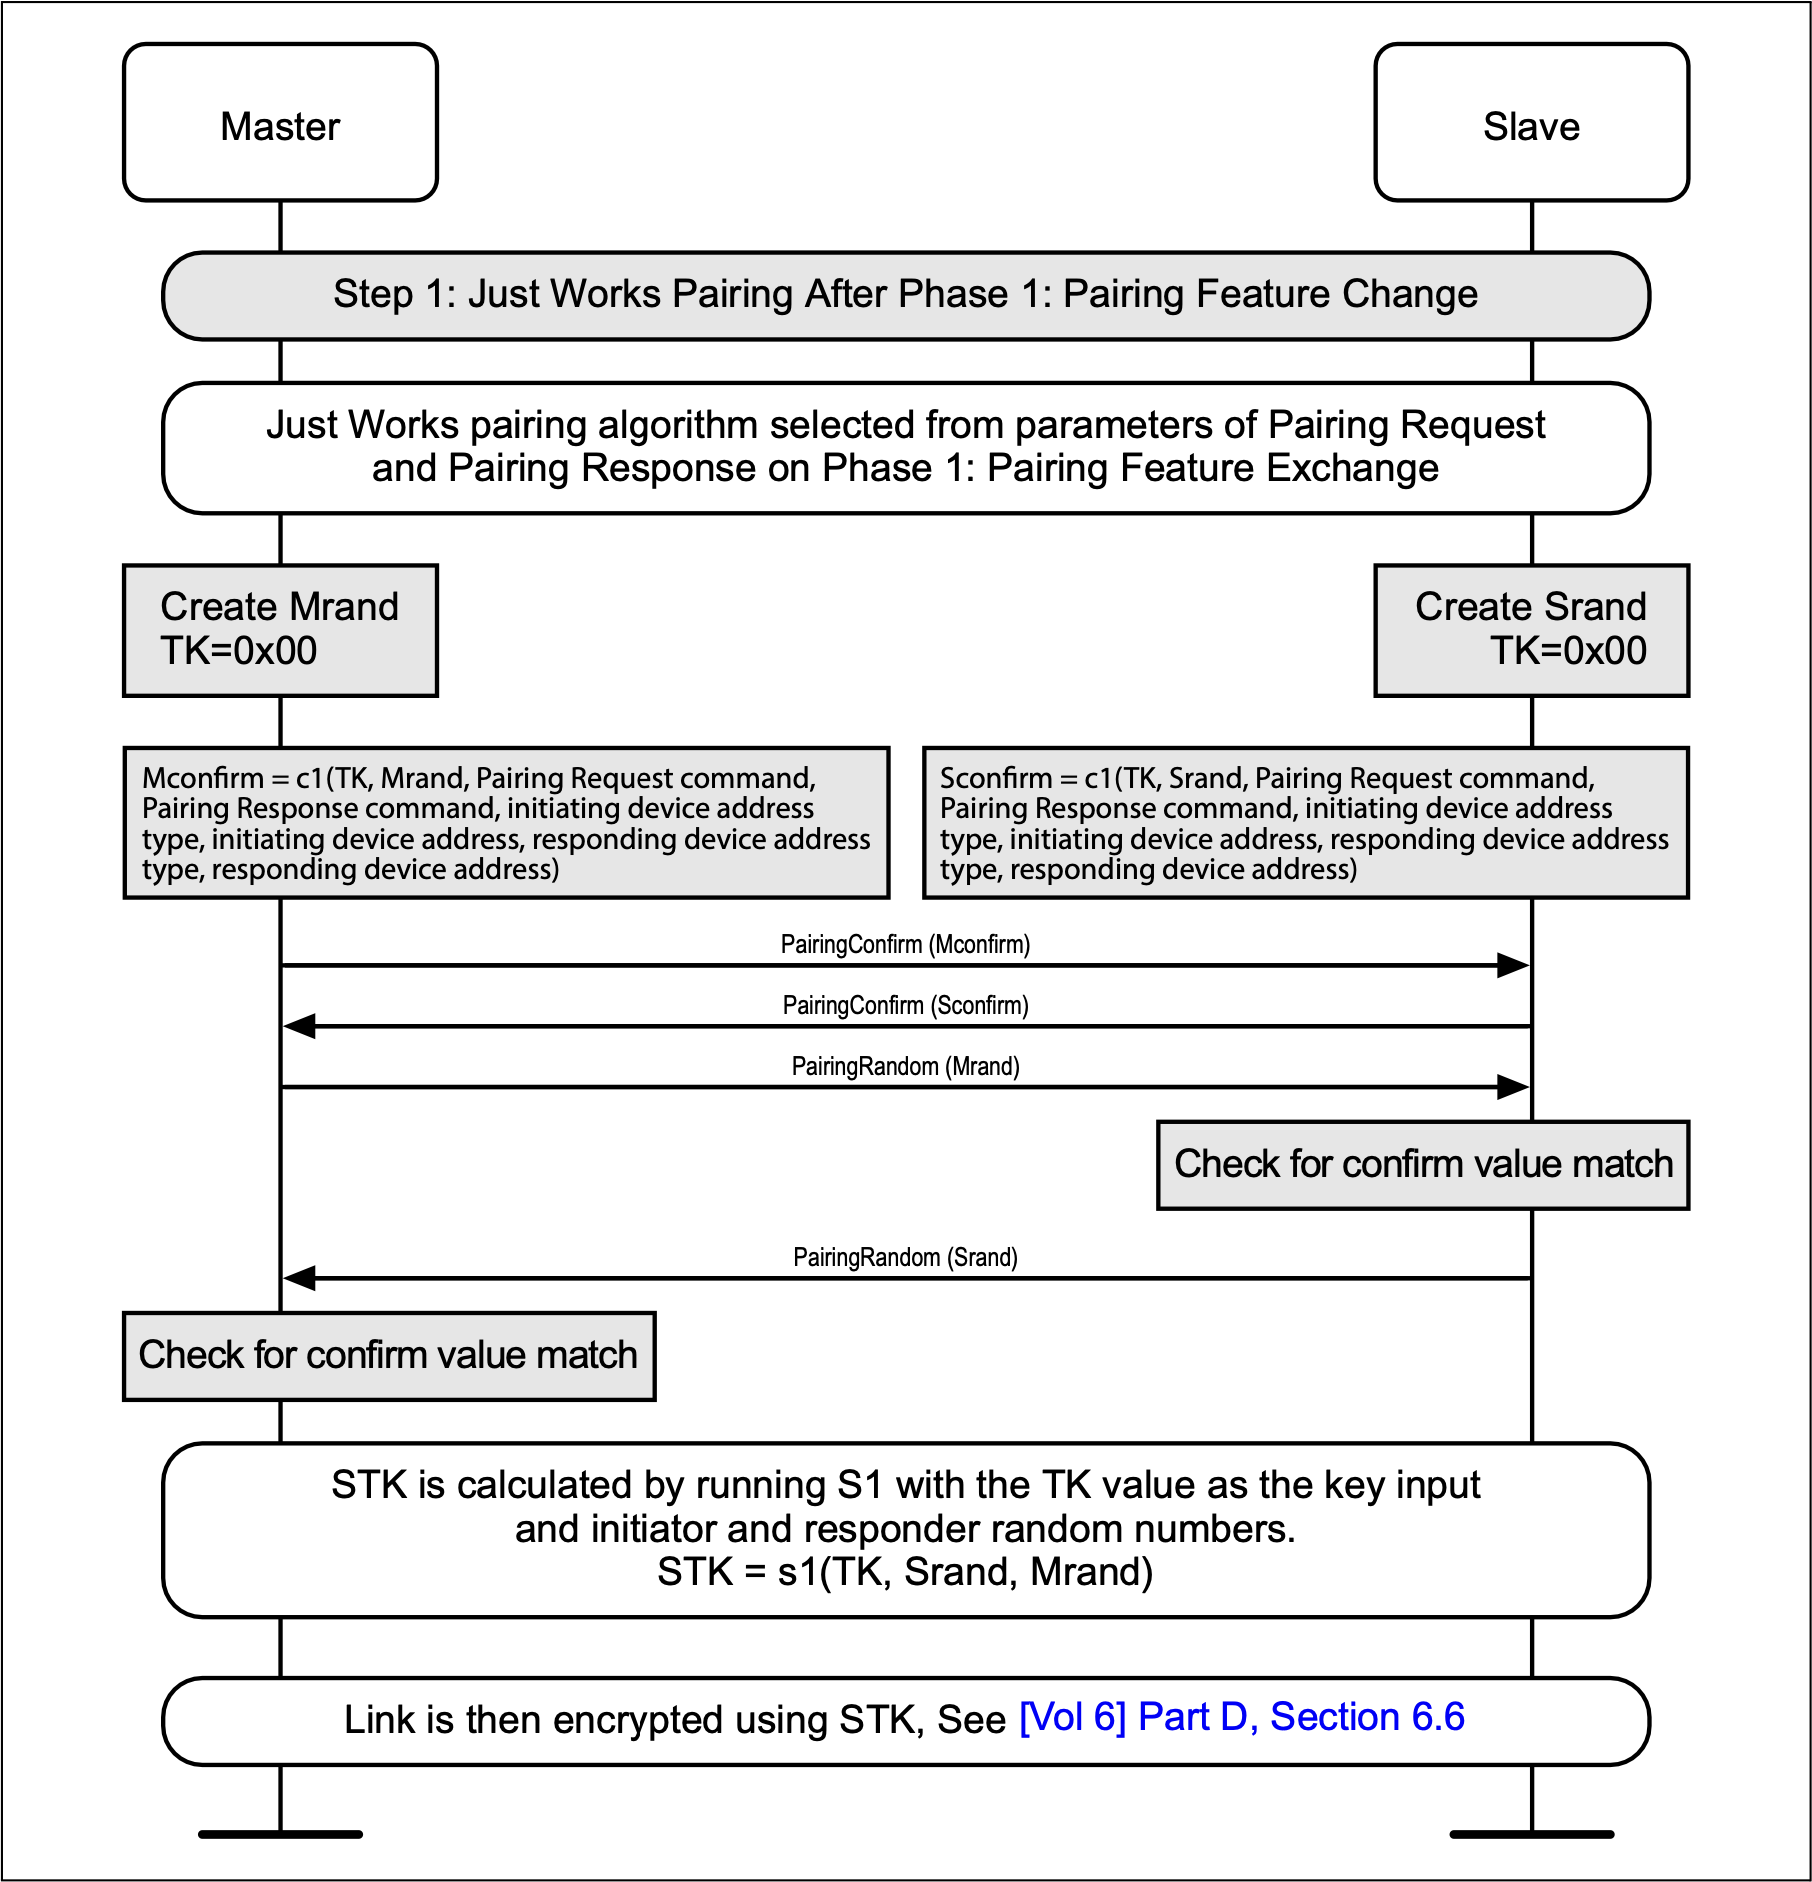 Master
Slave
Step 1: Just Works Pairing After Phase 1: Pairing Feature Change
Just Works pairing algorithm selected from parameters of Pairing Request
and Pairing Response on Phase 1: Pairing Feature Exchange
Create Mrand
TK=0x00
Create Srand
TK=0x00
Mconfirm = c1(TK, Mrand, Pairing Request command,
Pairing Response command, initiating device address
type, initiating device address, responding device address
type, responding device address)
Sconfirm = c1(TK, Srand, Pairing Request command,
Pairing Response command, initiating device address
type, initiating device address, responding device address
type, responding device address)
PairingConfirm (Mconfirm)
PairingConfirm (Sconfirm)
PairingRandom (Mrand)
Check for confirm value match
PairingRandom (Srand)
Check for confirm value match
STK is calculated by running S1 with the TK value as the key input
and initiator and responder random numbers.
STK = s1(TK, Srand, Mrand)
Link is then encrypted using STK, See [Vol 6] Part D, Section 6.6